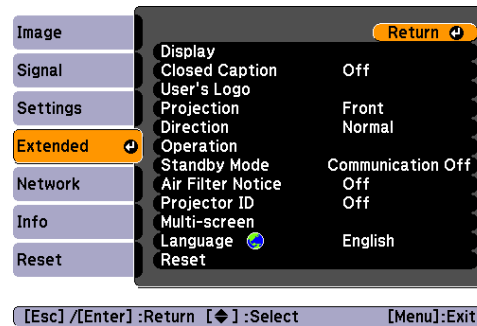 Image
Signal
Settings
Extended
Network
Info
Reset
Return
Display
Closed Caption Off
User's Logo
Projection Front
Direction Normal
Operation
Standby Mode Communication Off
Air Filter Notice Off
Projector ID Off
Multi-screen
Language English
Reset
[Esc] /[Enter] :Return [◆] :Select [Menu]:Exit